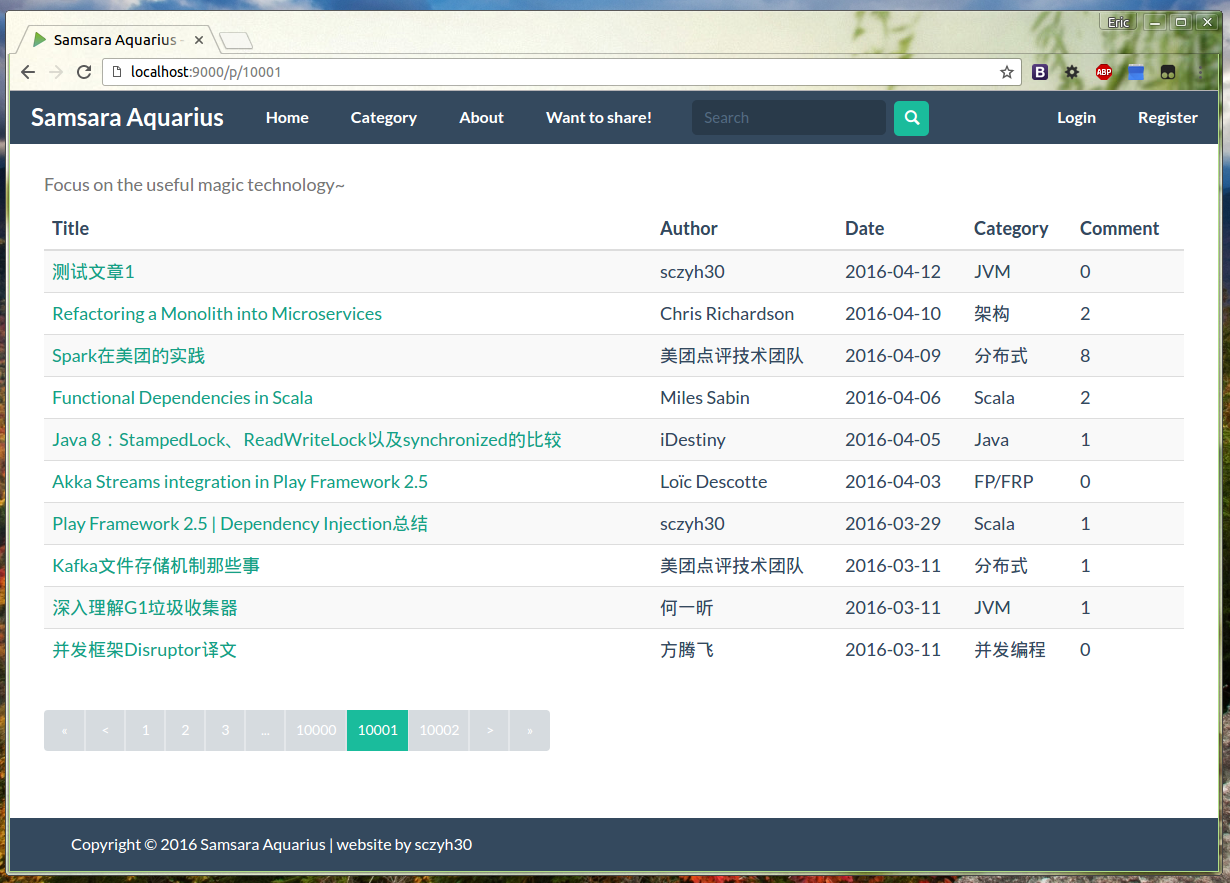 Eric
Samsara Aquarius -
localhost:9000/p/10001
B ABP
Samsara Aquarius Home Category About Want to share! Search Login Register
Focus on the useful magic technology~
Title Author Date Category Comment
测试文章1 sczyh30 2016-04-12 JVM 0
Refactoring a Monolith into Microservices Chris Richardson 2016-04-10 架构 2
Spark在美团的实践 美团点评技术团队 2016-04-09 分布式 8
Functional Dependencies in Scala Miles Sabin 2016-04-06 Scala 2
Java 8：StampedLock、ReadWriteLock以及synchronized的比较 iDestiny 2016-04-05 Java 1
Akka Streams integration in Play Framework 2.5 Loïc Descotte 2016-04-03 FP/FRP 0
Play Framework 2.5 | Dependency Injection总结 sczyh30 2016-03-29 Scala 1
Kafka文件存储机制那些事 美团点评技术团队 2016-03-11 分布式 1
深入理解G1垃圾收集器 何一昕 2016-03-11 JVM 1
并发框架Disruptor译文 方腾飞 2016-03-11 并发编程 0
« < 1 2 3 ... 10000 10001 10002 > »
Copyright © 2016 Samsara Aquarius | website by sczyh30